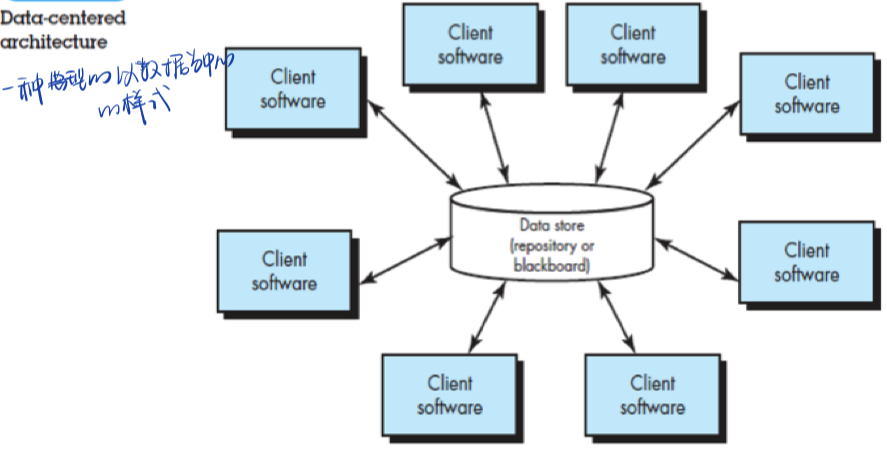 Data-centered
architecture
一种典型的以数据为中心
的样式
Client
software
Client
software
Client
software
Client
software
Data store
(repository or
blackboard)
Client
software
Client
software
Client
software
Client
software